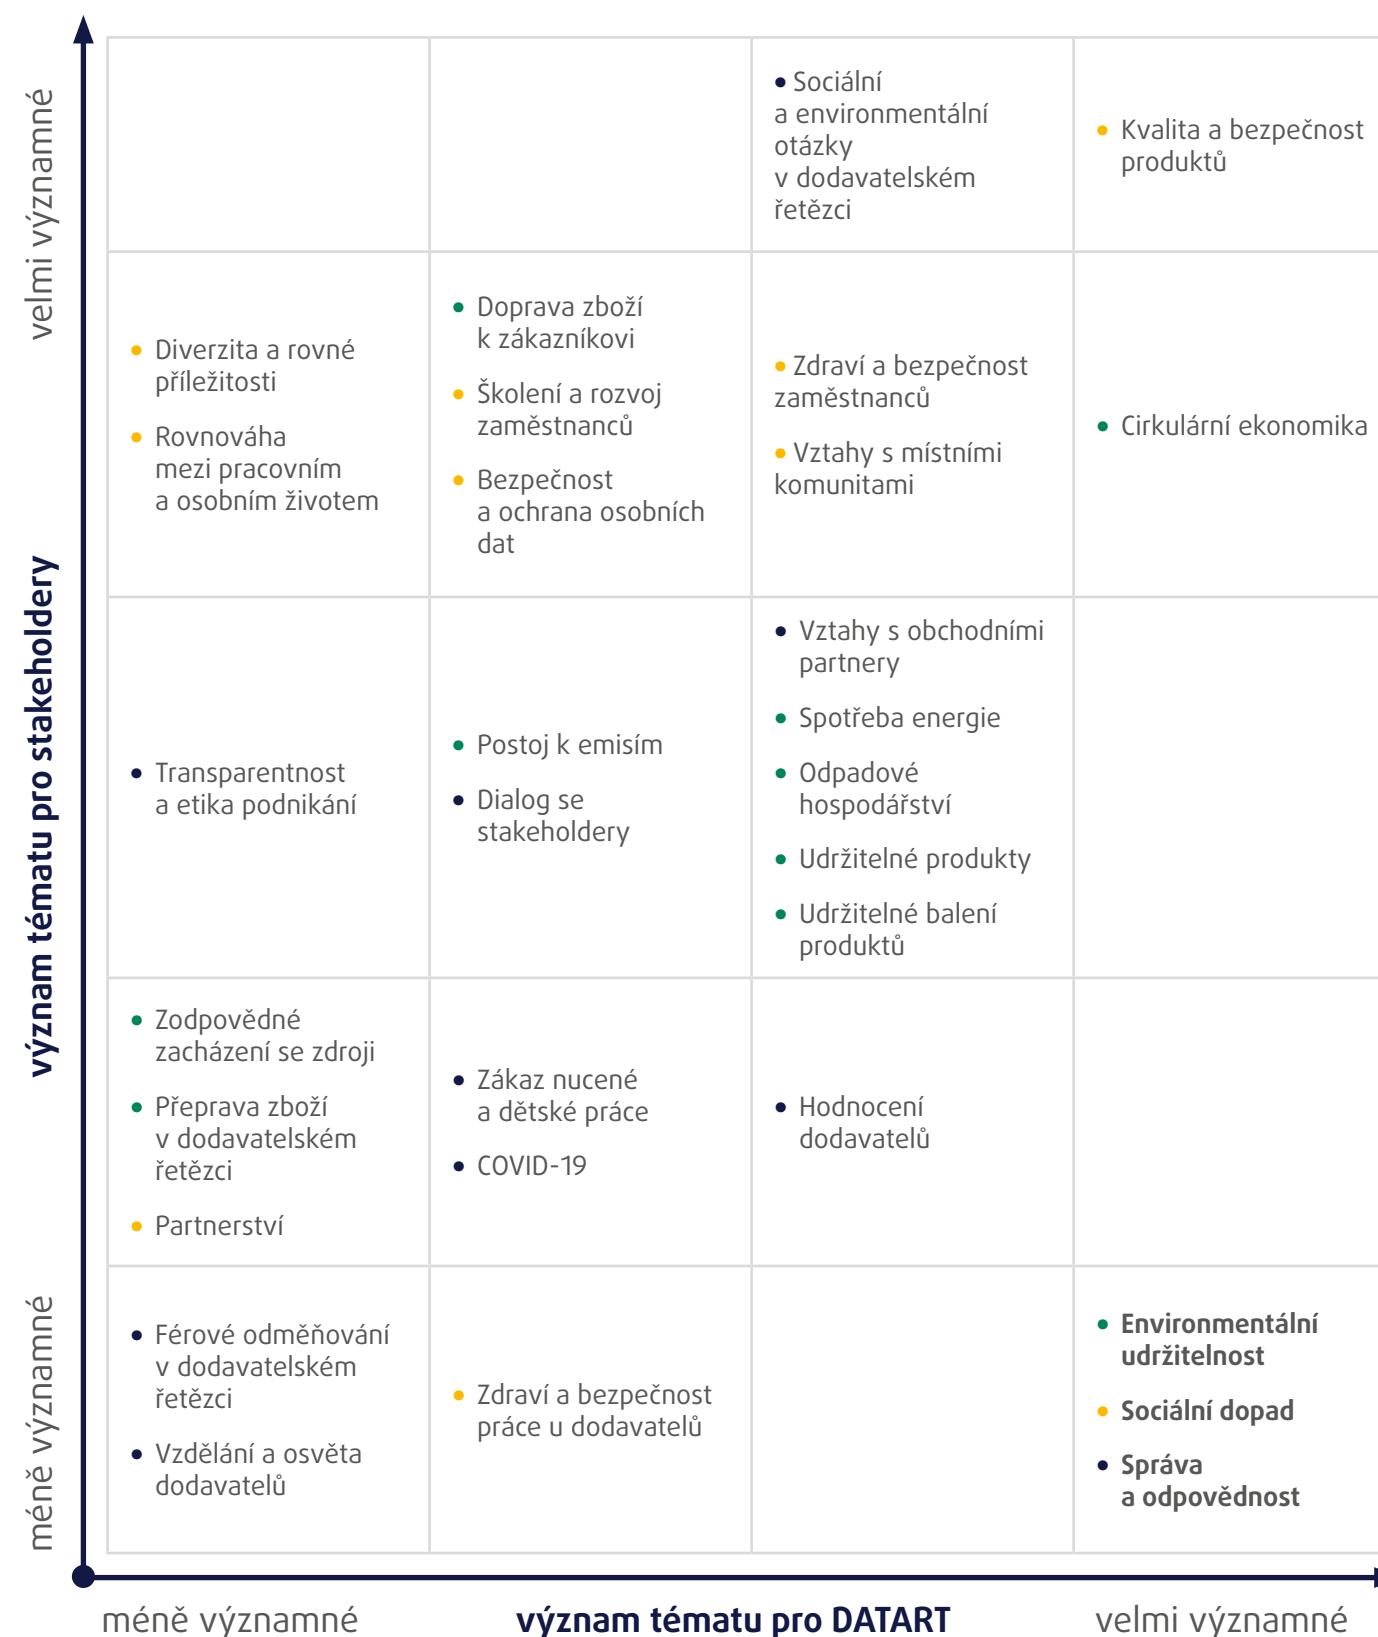 velmi významné
význam tématu pro stakeholdery
méně významné
• Sociální
a environmentální
otázky
v dodavatelském
řetězci
• Kvalita a bezpečnost
produktů
• Diverzita a rovné
příležitosti
• Rovnováha
mezi pracovním
a osobním životem
• Doprava zboží
k zákazníkovi
• Školení a rozvoj
zaměstnanců
• Bezpečnost
a ochrana osobních
dat
• Zdraví a bezpečnost
zaměstnanců
• Vztahy s místními
komunitami
• Cirkulární ekonomika
• Transparentnost
a etika podnikání
• Postoj k emisím
• Dialog se
stakeholdery
• Vztahy s obchodními
partnery
• Spotřeba energie
• Odpadové
hospodářství
• Udržitelné produkty
• Udržitelné balení
produktů
• Zodpovědné
zacházení se zdroji
• Přeprava zboží
v dodavatelském
řetězci
• Partnerství
• Zákaz nucené
a dětské práce
• COVID-19
• Hodnocení
dodavatelů
• Férové odměňování
v dodavatelském
řetězci
• Vzdělání a osvěta
dodavatelů
• Zdraví a bezpečnost
práce u dodavatelů
• Environmentální
udržitelnost
• Sociální dopad
• Správa
a odpovědnost
méně významné
význam tématu pro DATART
velmi významné